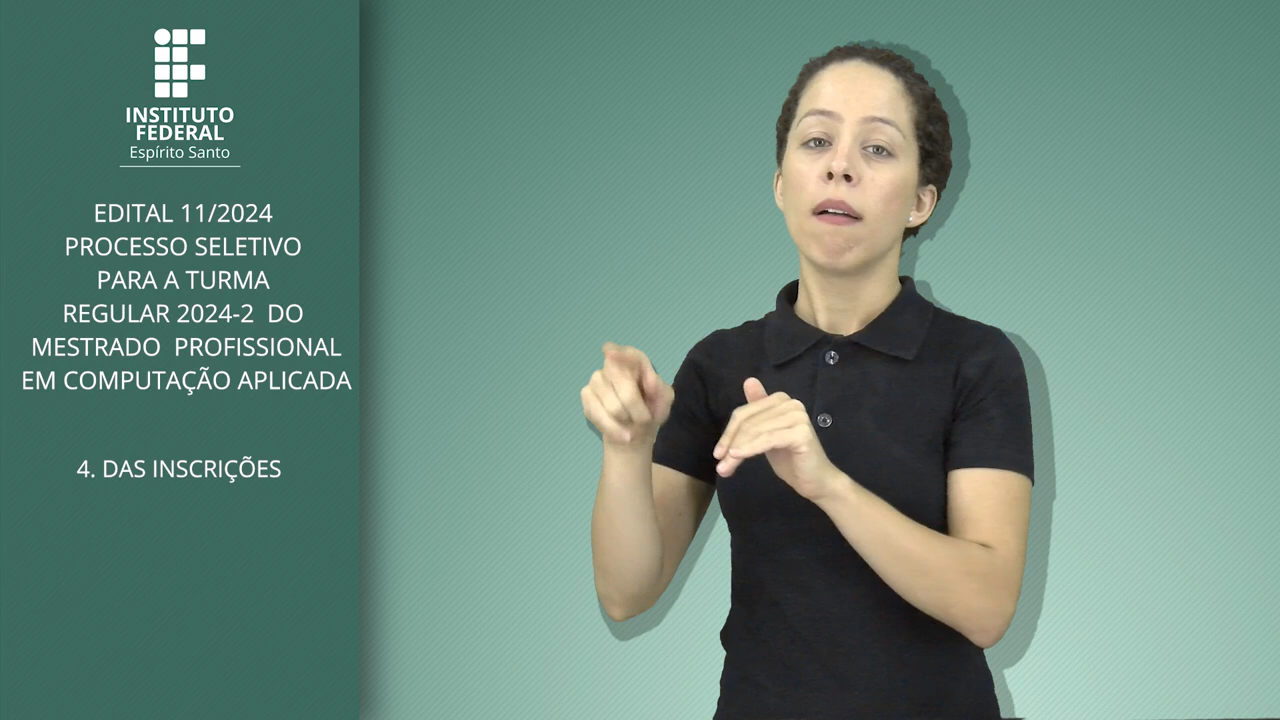 INSTITUTO
FEDERAL
Espírito Santo
EDITAL 11/2024
PROCESSO SELETIVO
PARA A TURMA
REGULAR 2024-2 DO
MESTRADO PROFISSIONAL
EM COMPUTAÇÃO APLICADA
4. DAS INSCRIÇÕES